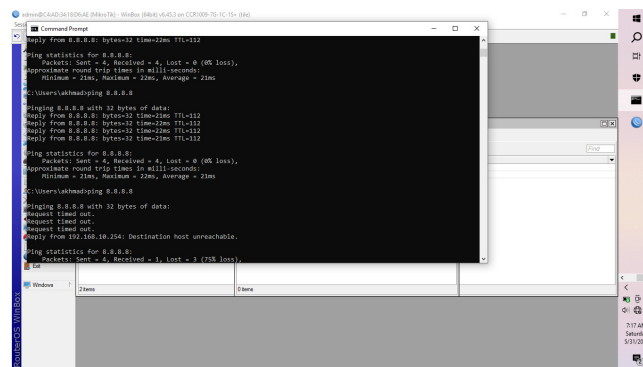 admin@C4:AD:34:18:D6:AE (MikroTik) - WinBox (64bit) v6.45.3 on CCR1009-7G-1C-1S+ (tile)
Command Prompt
Reply from 8.8.8.8: bytes=32 time=22ms TTL=112
Ping statistics for 8.8.8.8:
Packets: Sent = 4, Received = 4, Lost = 0 (0% loss),
Approximate round trip times in milli-seconds:
Minimum = 21ms, Maximum = 22ms, Average = 21ms
C:\Users\akhmad>ping 8.8.8.8
Pinging 8.8.8.8 with 32 bytes of data:
Reply from 8.8.8.8: bytes=32 time=21ms TTL=112
Reply from 8.8.8.8: bytes=32 time=22ms TTL=112
Reply from 8.8.8.8: bytes=32 time=22ms TTL=112
Reply from 8.8.8.8: bytes=32 time=21ms TTL=112
Ping statistics for 8.8.8.8:
Packets: Sent = 4, Received = 4, Lost = 0 (0% loss),
Approximate round trip times in milli-seconds:
Minimum = 21ms, Maximum = 22ms, Average = 21ms
C:\Users\akhmad>ping 8.8.8.8
Pinging 8.8.8.8 with 32 bytes of data:
Request timed out.
Request timed out.
Request timed out.
Reply from 192.168.10.254: Destination host unreachable.
Ping statistics for 8.8.8.8:
Packets: Sent = 4, Received = 1, Lost = 3 (75% loss),
Find
Exit
Windows
2 items
0 items
RouterOS WinBox
7:17 AM
Saturd
5/31/20